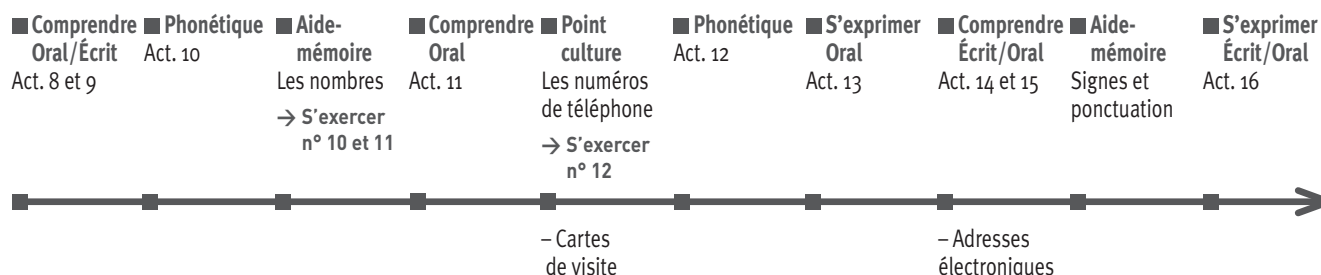 Comprendre
Oral/Écrit
Act. 8 et 9
Phonétique
Act. 10
Aide-
mémoire
Les nombres
→ S'exercer
n° 10 et 11
Comprendre
Oral
Act. 11
Point
culture
Les numéros
de téléphone
→ S'exercer
n° 12
Phonétique
Act. 12
S'exprimer
Oral
Act. 13
Comprendre
Écrit/Oral
Act. 14 et 15
Aide-
mémoire
Signes et
ponctuation
S'exprimer
Écrit/Oral
Act. 16
– Cartes
de visite
– Adresses
électroniques